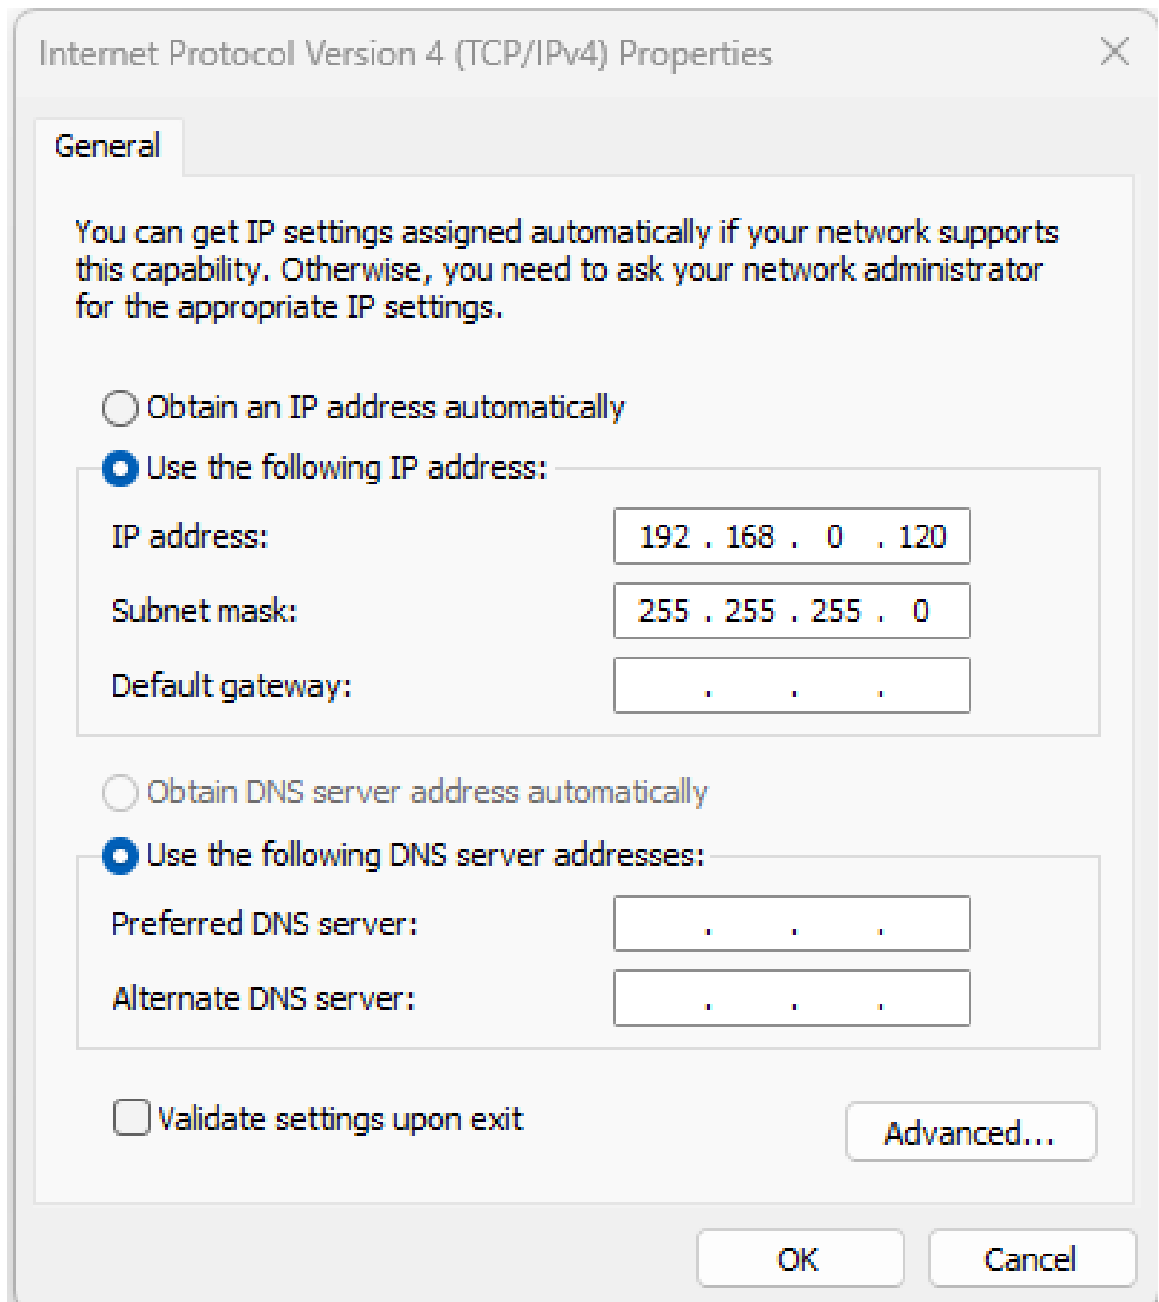 Internet Protocol Version 4 (TCP/IPv4) Properties
General
You can get IP settings assigned automatically if your network supports
this capability. Otherwise, you need to ask your network administrator
for the appropriate IP settings.
Obtain an IP address automatically
Use the following IP address:
IP address: 192 . 168 . 0 . 120
Subnet mask: 255 . 255 . 255 . 0
Default gateway: . . .
Obtain DNS server address automatically
Use the following DNS server addresses:
Preferred DNS server: . . .
Alternate DNS server: . . .
Validate settings upon exit
Advanced...
OK Cancel